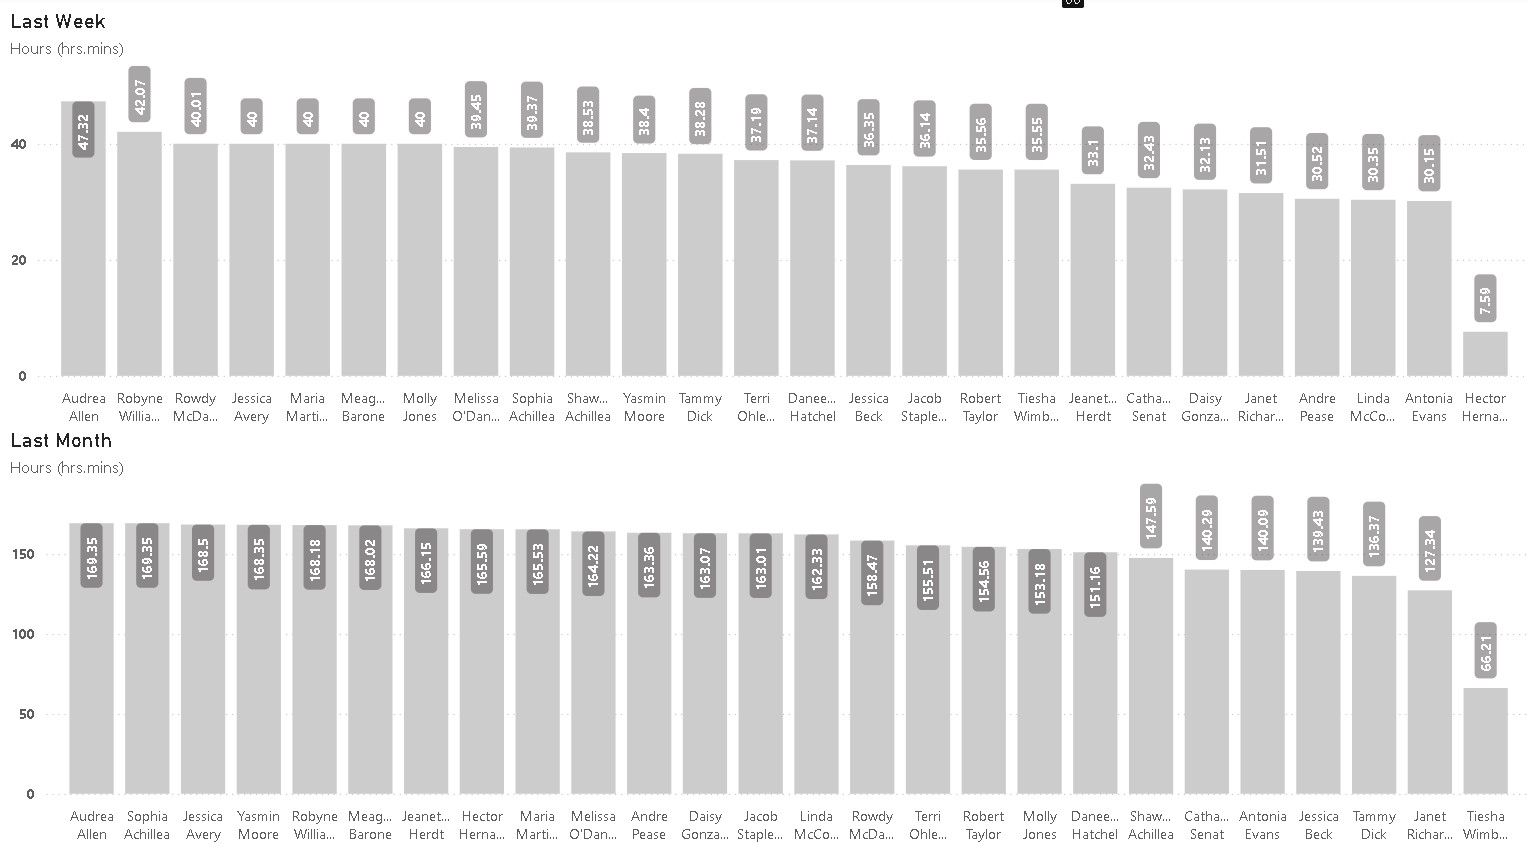 Last Week
Hours (hrs.mins)
47.32 42.07 40.01 40 40 40 40 39.45 39.37 38.53 38.4 38.28 37.19 37.14 36.35 36.14 35.56 35.55 33.1 32.43 32.13 31.51 30.52 30.35 30.15 7.59
40
20
0
Audrea Robyne Rowdy Jessica Maria Meag... Molly Melissa Sophia Shaw... Yasmin Tammy Terri Danee... Jessica Jacob Robert Tiesha Jeanet... Catha... Daisy Janet Andre Linda Antonia Hector
Allen Willia... McDa... Avery Marti... Barone Jones O'Dan... Achillea Achillea Moore Dick Ohle... Hatchel Beck Staple... Taylor Wimb... Herdt Senat Gonza... Richar... Pease McCo... Evans Herna...
Last Month
Hours (hrs.mins)
169.35 169.35 168.5 168.35 168.18 168.02 166.15 165.59 165.53 164.22 163.36 163.07 163.01 162.33 158.47 155.51 154.56 153.18 151.16 147.59 140.29 140.09 139.43 136.37 127.34 66.21
150
100
50
0
Audrea Sophia Jessica Yasmin Robyne Meag... Jeanet... Hector Maria Melissa Andre Daisy Jacob Linda Rowdy Terri Robert Molly Danee... Shaw... Catha... Antonia Jessica Tammy Janet Tiesha
Allen Achillea Avery Moore Willia... Barone Herdt Herna... Marti... O'Dan... Pease Gonza... Staple... McCo... McDa... Ohle... Taylor Jones Hatchel Achillea Senat Evans Beck Dick Richar... Wimb...